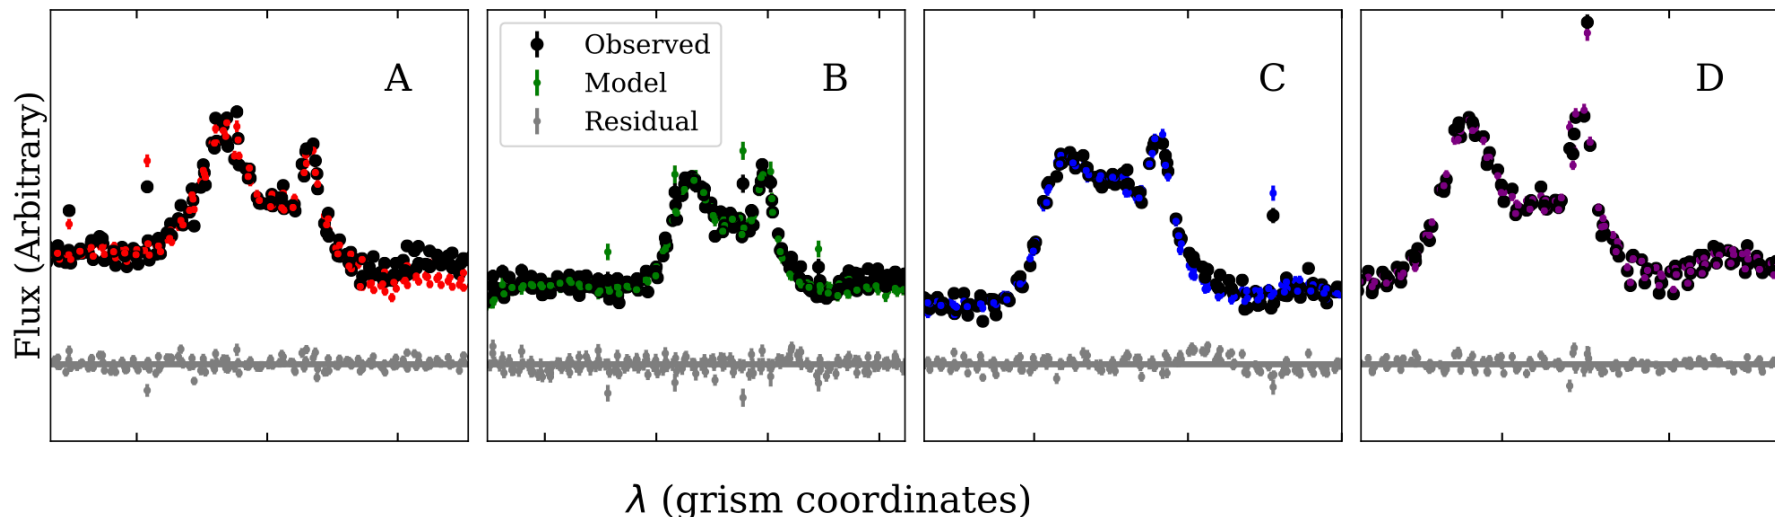 A
B
C
D
Observed
Model
Residual
Flux (Arbitrary)
λ (grism coordinates)